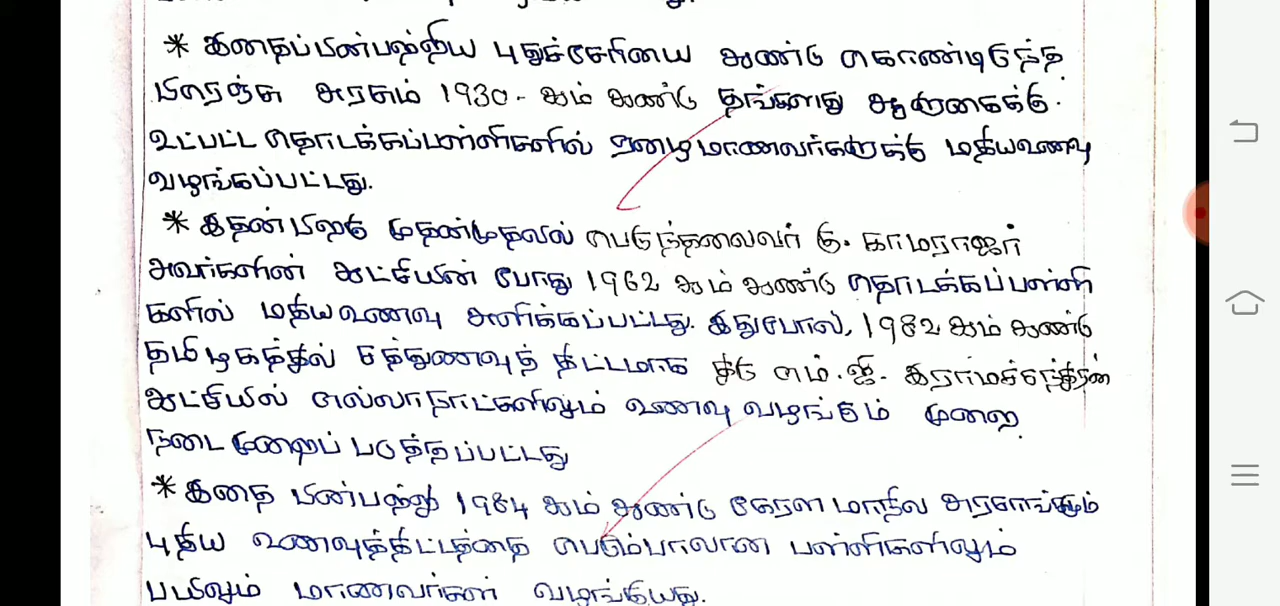 * இதைப்பின்பற்றிய புதுச்சேரியை ஆண்டு கொண்டிருந்த
பிரெஞ்சு அரசும் 1930-ஆம் ஆண்டு தங்களது ஆளுகைக்கு
உட்பட்ட தொடக்கப்பள்ளிகளில் ஏழை மாணவர்களுக்கு மதியஉணவு
வழங்கப்பட்டது.
* இதன்பிறகு முதன்முதலில் பெருந்தலைவர் கு. காமராஜர்
அவர்களின் ஆட்சியின் போது 1962 ஆம் ஆண்டு தொடக்கப்பள்ளி
களில் மதியஉணவு அளிக்கப்பட்டது. இதுபோல், 1982 ஆம் ஆண்டு
தமிழகத்தில் சத்துணவுத் திட்டமாக திரு எம்.ஜி. இராமச்சந்திரன்
ஆட்சியில் எல்லாநாட்களிலும் உணவு வழங்கும் முறை
நடைமுறைப் படுத்தப்பட்டது
* இதை பின்பற்றி 1984 ஆம் ஆண்டு கேரள மாநில அரசாங்கமும்
புதிய உணவுத்திட்டத்தை பெரும்பாலான பள்ளிகளிலும்
பயிலும் மாணவர்கள் வழங்கியது.